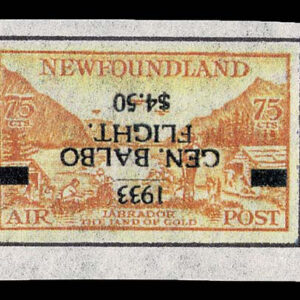 NEWFOUNDLAND
75 CTS 75 CTS
$4.50
FLIGHT.
GEN. BALBO
1933
AIR POST
LABRADOR
THE LAND OF GOLD